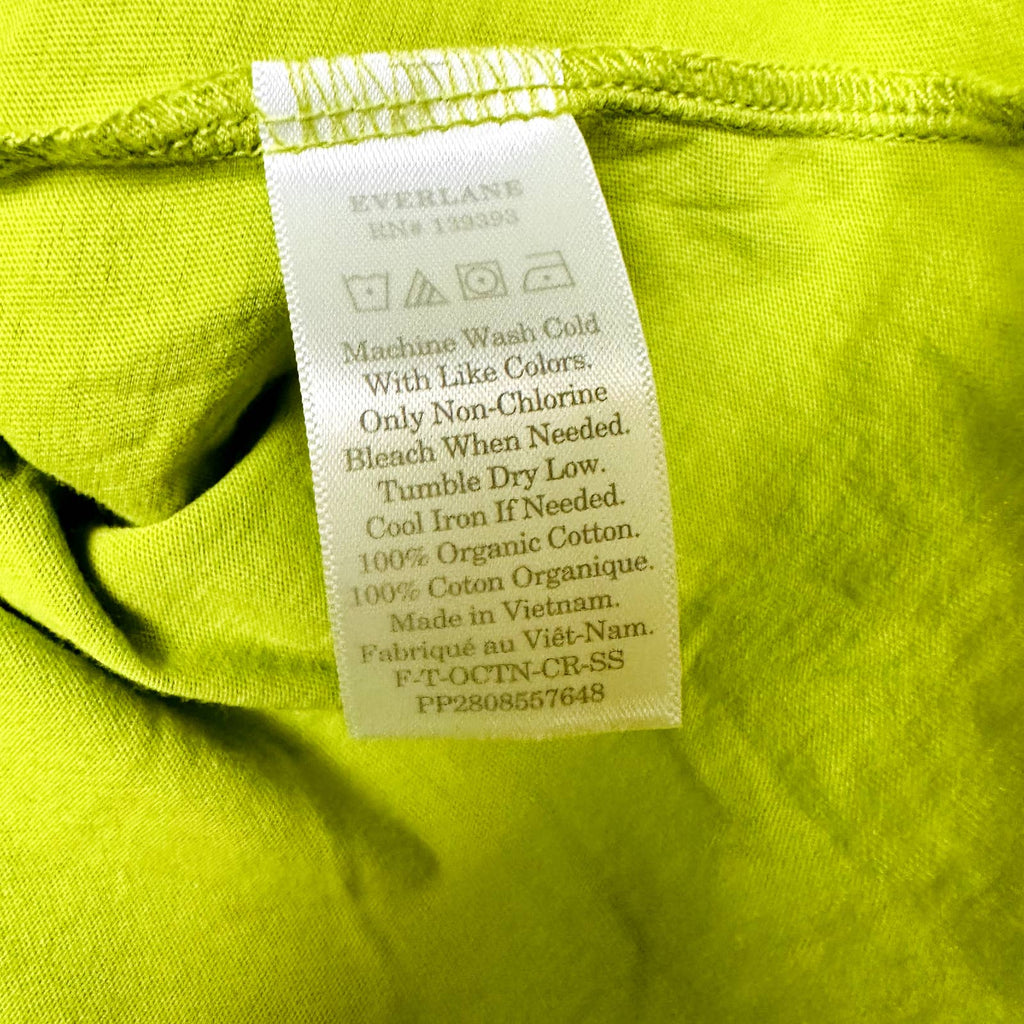 EVERLANE
RN# 139393
Machine Wash Cold
With Like Colors.
Only Non-Chlorine
Bleach When Needed.
Tumble Dry Low.
Cool Iron If Needed.
100% Organic Cotton.
100% Coton Organique.
Made in Vietnam.
Fabriqué au Viêt-Nam.
F-T-OCTN-CR-SS
PP2808557648